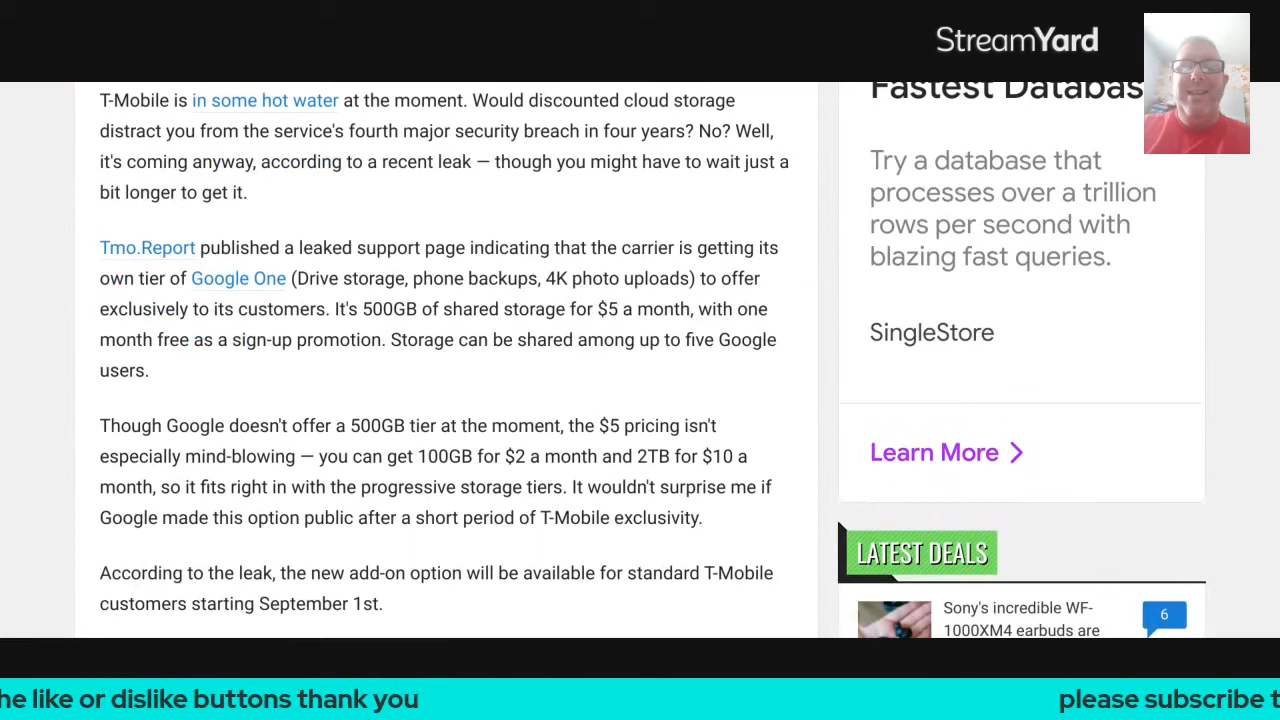 StreamYard
T-Mobile is in some hot water at the moment. Would discounted cloud storage
distract you from the service's fourth major security breach in four years? No? Well,
it's coming anyway, according to a recent leak — though you might have to wait just a
bit longer to get it.
Tmo.Report published a leaked support page indicating that the carrier is getting its
own tier of Google One (Drive storage, phone backups, 4K photo uploads) to offer
exclusively to its customers. It's 500GB of shared storage for $5 a month, with one
month free as a sign-up promotion. Storage can be shared among up to five Google
users.
Though Google doesn't offer a 500GB tier at the moment, the $5 pricing isn't
especially mind-blowing — you can get 100GB for $2 a month and 2TB for $10 a
month, so it fits right in with the progressive storage tiers. It wouldn't surprise me if
Google made this option public after a short period of T-Mobile exclusivity.
According to the leak, the new add-on option will be available for standard T-Mobile
customers starting September 1st.
Fastest Databas
Try a database that
processes over a trillion
rows per second with
blazing fast queries.
SingleStore
Learn More
LATEST DEALS
Sony's incredible WF-
1000XM4 earbuds are
6
he like or dislike buttons thank you
please subscribe t